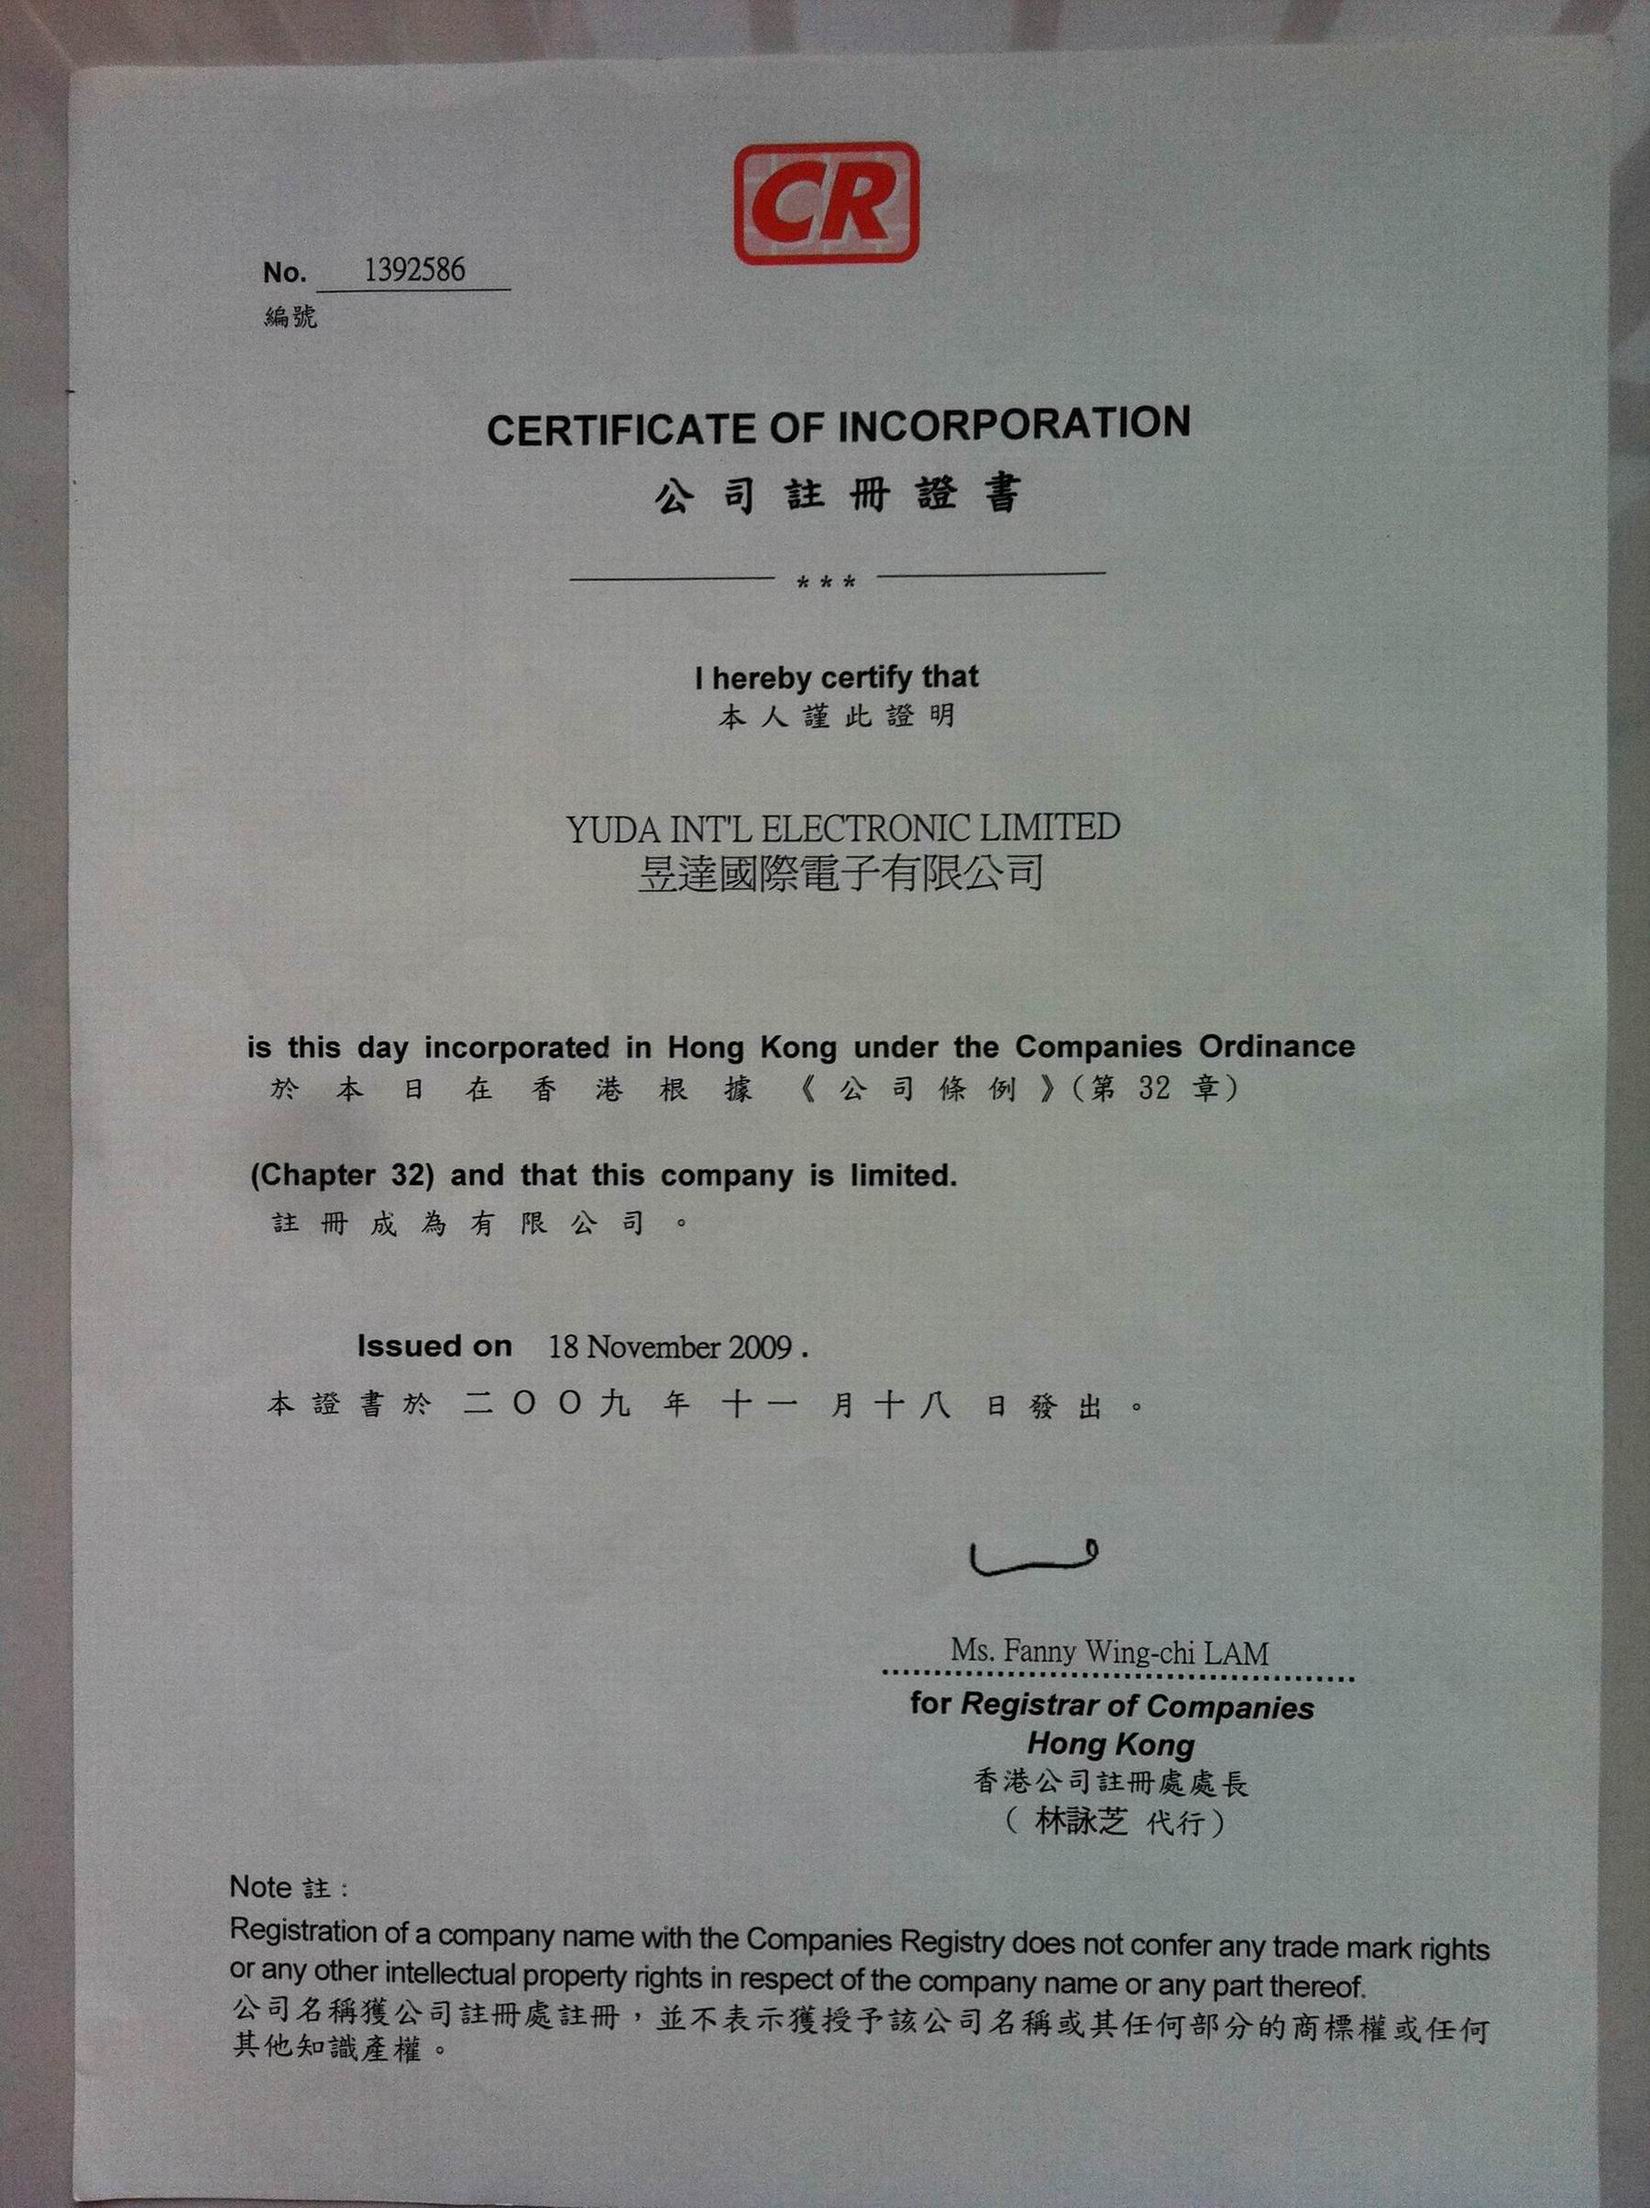 CR
No. 1392586
編號
CERTIFICATE OF INCORPORATION
公司註冊證書
***
I hereby certify that
本人謹此證明
YUDA INT'L ELECTRONIC LIMITED
昱達國際電子有限公司
is this day incorporated in Hong Kong under the Companies Ordinance
於本日在香港根據《公司條例》(第 32 章)
(Chapter 32) and that this company is limited.
註冊成為有限公司。
Issued on 18 November 2009 .
本證書於二〇〇九年十一月十八日發出。
Ms. Fanny Wing-chi LAM
for Registrar of Companies
Hong Kong
香港公司註冊處處長
( 林詠芝 代行 )
Note 註 :
Registration of a company name with the Companies Registry does not confer any trade mark rights
or any other intellectual property rights in respect of the company name or any part thereof.
公司名稱獲公司註冊處註冊，並不表示獲授予該公司名稱或其任何部分的商標權或任何
其他知識產權。